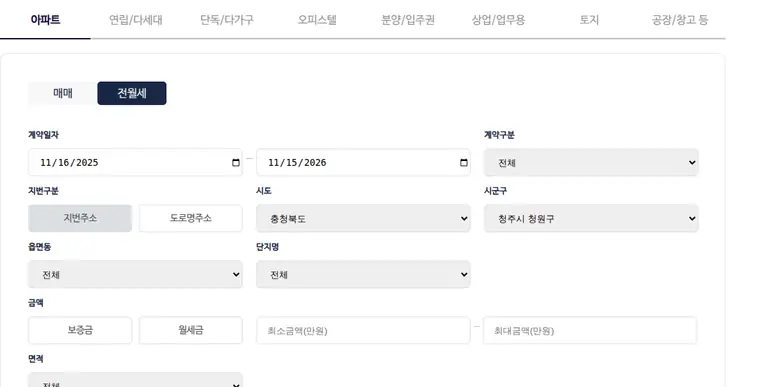 아파트 연립/다세대 단독/다가구 오피스텔 분양/입주권 상업/업무용 토지 공장/창고 등
매매 전월세
계약일자 계약구분
11/16/2025 — 11/15/2026 전체
지번구분 시도 시군구
지번주소 도로명주소 충청북도 청주시 청원구
읍면동 단지명
전체 전체
금액
보증금 월세금 최소금액(만원) — 최대금액(만원)
면적
전체